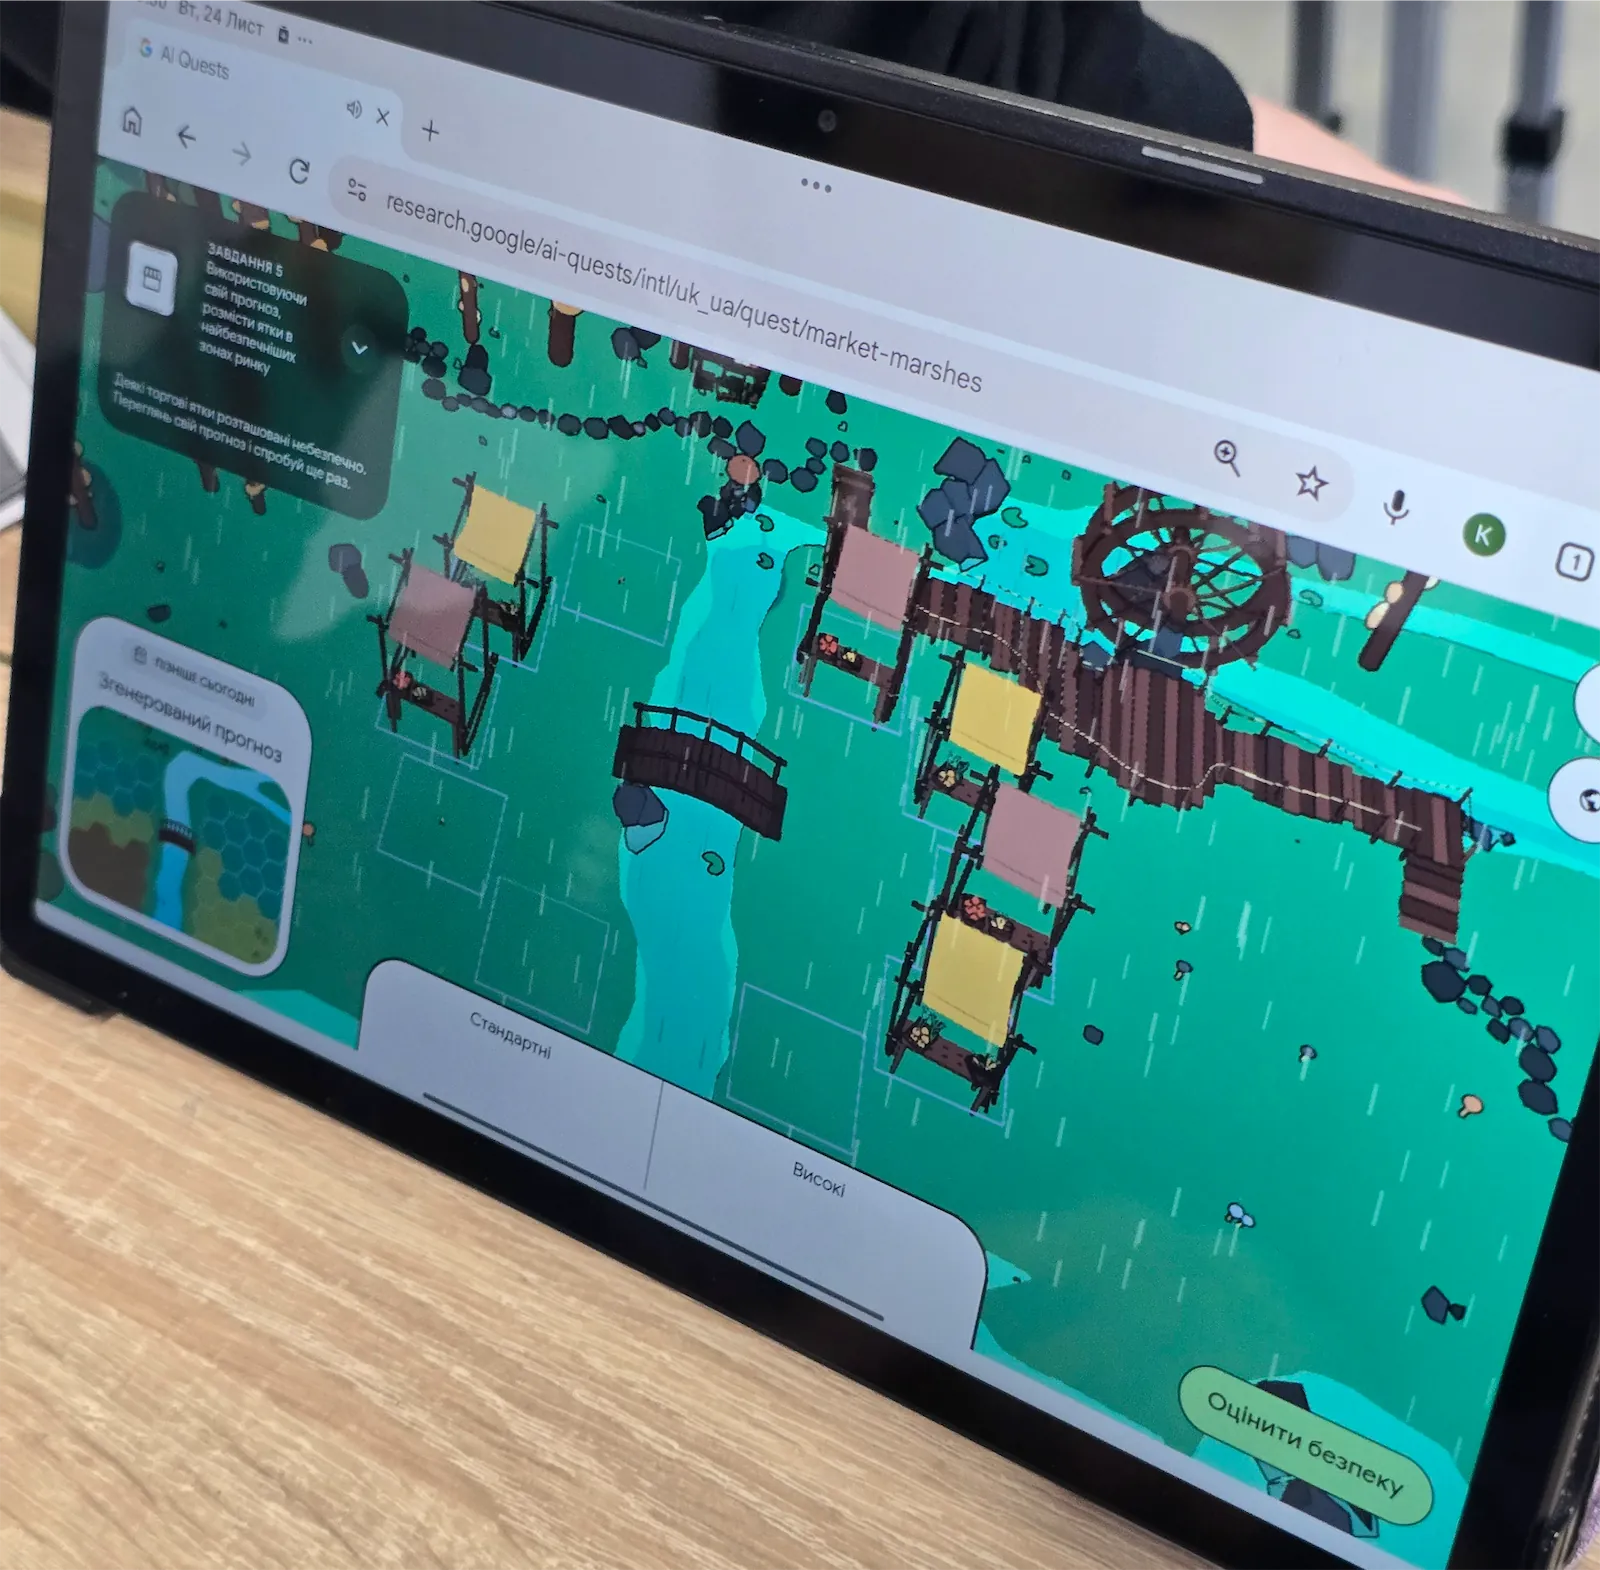 Вт, 24 Лист
AI Quests
research.google/ai-quests/intl/uk_ua/quest/market-marshes
K
1
ЗАВДАННЯ 5
Використовуючи
свій прогноз,
розмісти ятки в
найбезпечніших
зонах ринку
Деякі торгові ятки розташовані небезпечно.
Переглянь свій прогноз і спробуй ще раз.
пізніше сьогодні
Згенерований прогноз
Стандартні
Високі
Оцінити безпеку